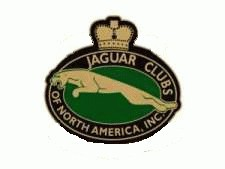 JAGUAR CLUBS
OF NORTH AMERICA, INC.